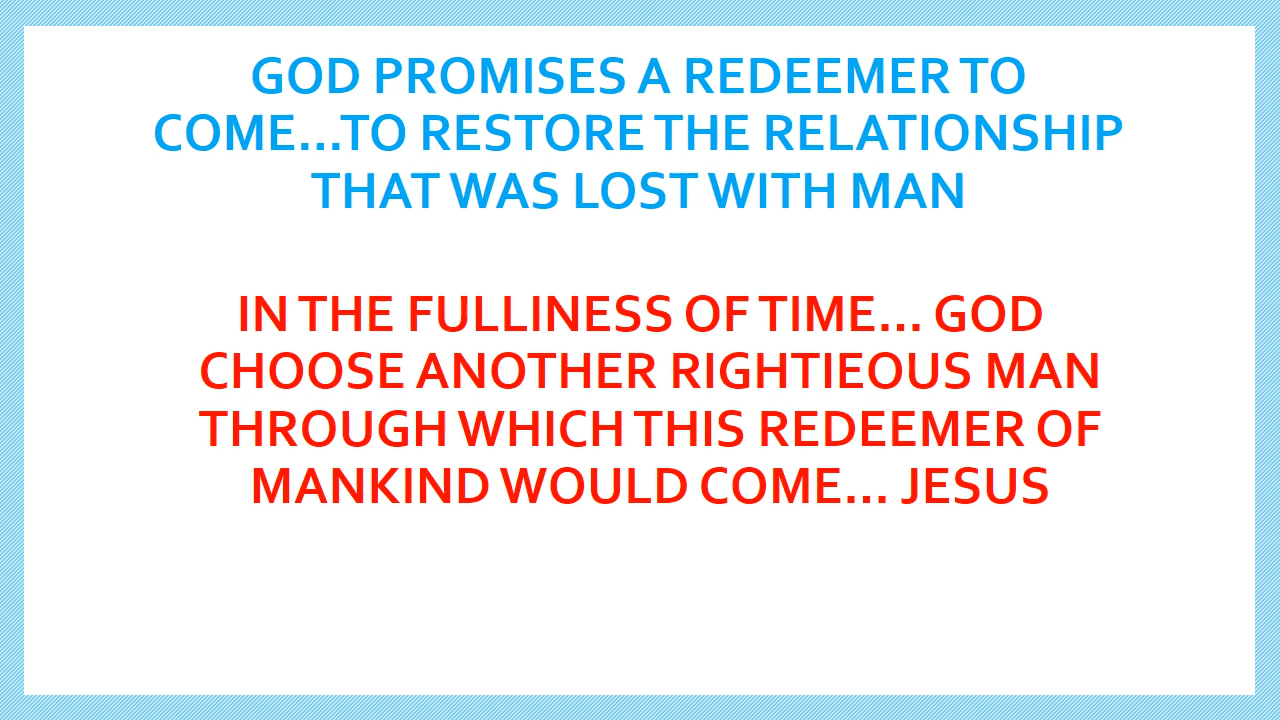 GOD PROMISES A REDEEMER TO
COME...TO RESTORE THE RELATIONSHIP
THAT WAS LOST WITH MAN
IN THE FULLINESS OF TIME... GOD
CHOOSE ANOTHER RIGHTIEOUS MAN
THROUGH WHICH THIS REDEEMER OF
MANKIND WOULD COME... JESUS